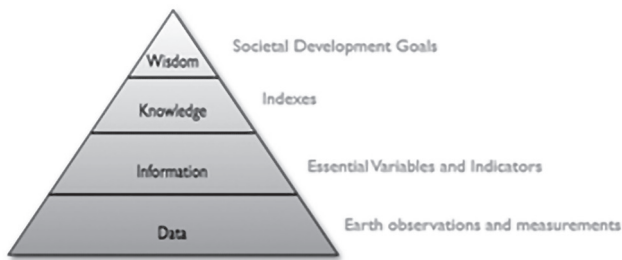 Societal Development Goals
Wisdom
Indexes
Knowledge
Essential Variables and Indicators
Information
Earth observations and measurements
Data